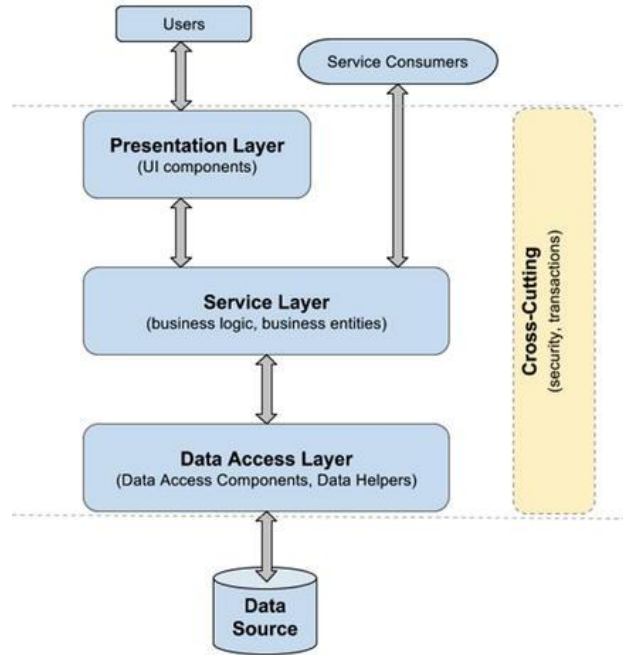 Users
Service Consumers
Presentation Layer
(UI components)
Service Layer
(business logic, business entities)
Data Access Layer
(Data Access Components, Data Helpers)
Data
Source
Cross-Cutting
(security, transactions)